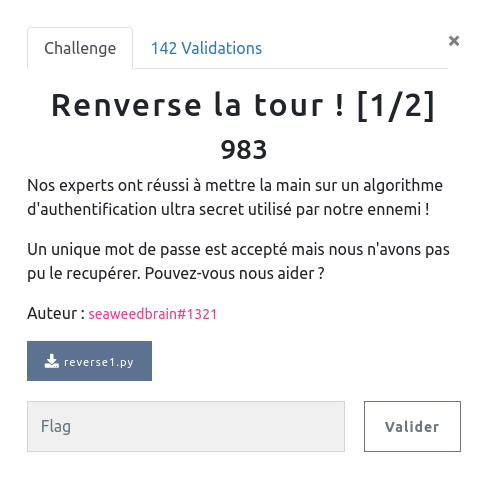 Challenge
142 Validations
×
Renverse la tour ! [1/2]
983
Nos experts ont réussi à mettre la main sur un algorithme
d'authentification ultra secret utilisé par notre ennemi !
Un unique mot de passe est accepté mais nous n'avons pas
pu le recupérer. Pouvez-vous nous aider ?
Auteur : seaweedbrain#1321
reverse1.py
Flag
Valider